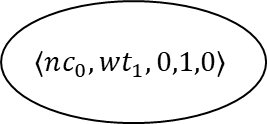 ⟨nc₀, wt₁, 0,1,0⟩